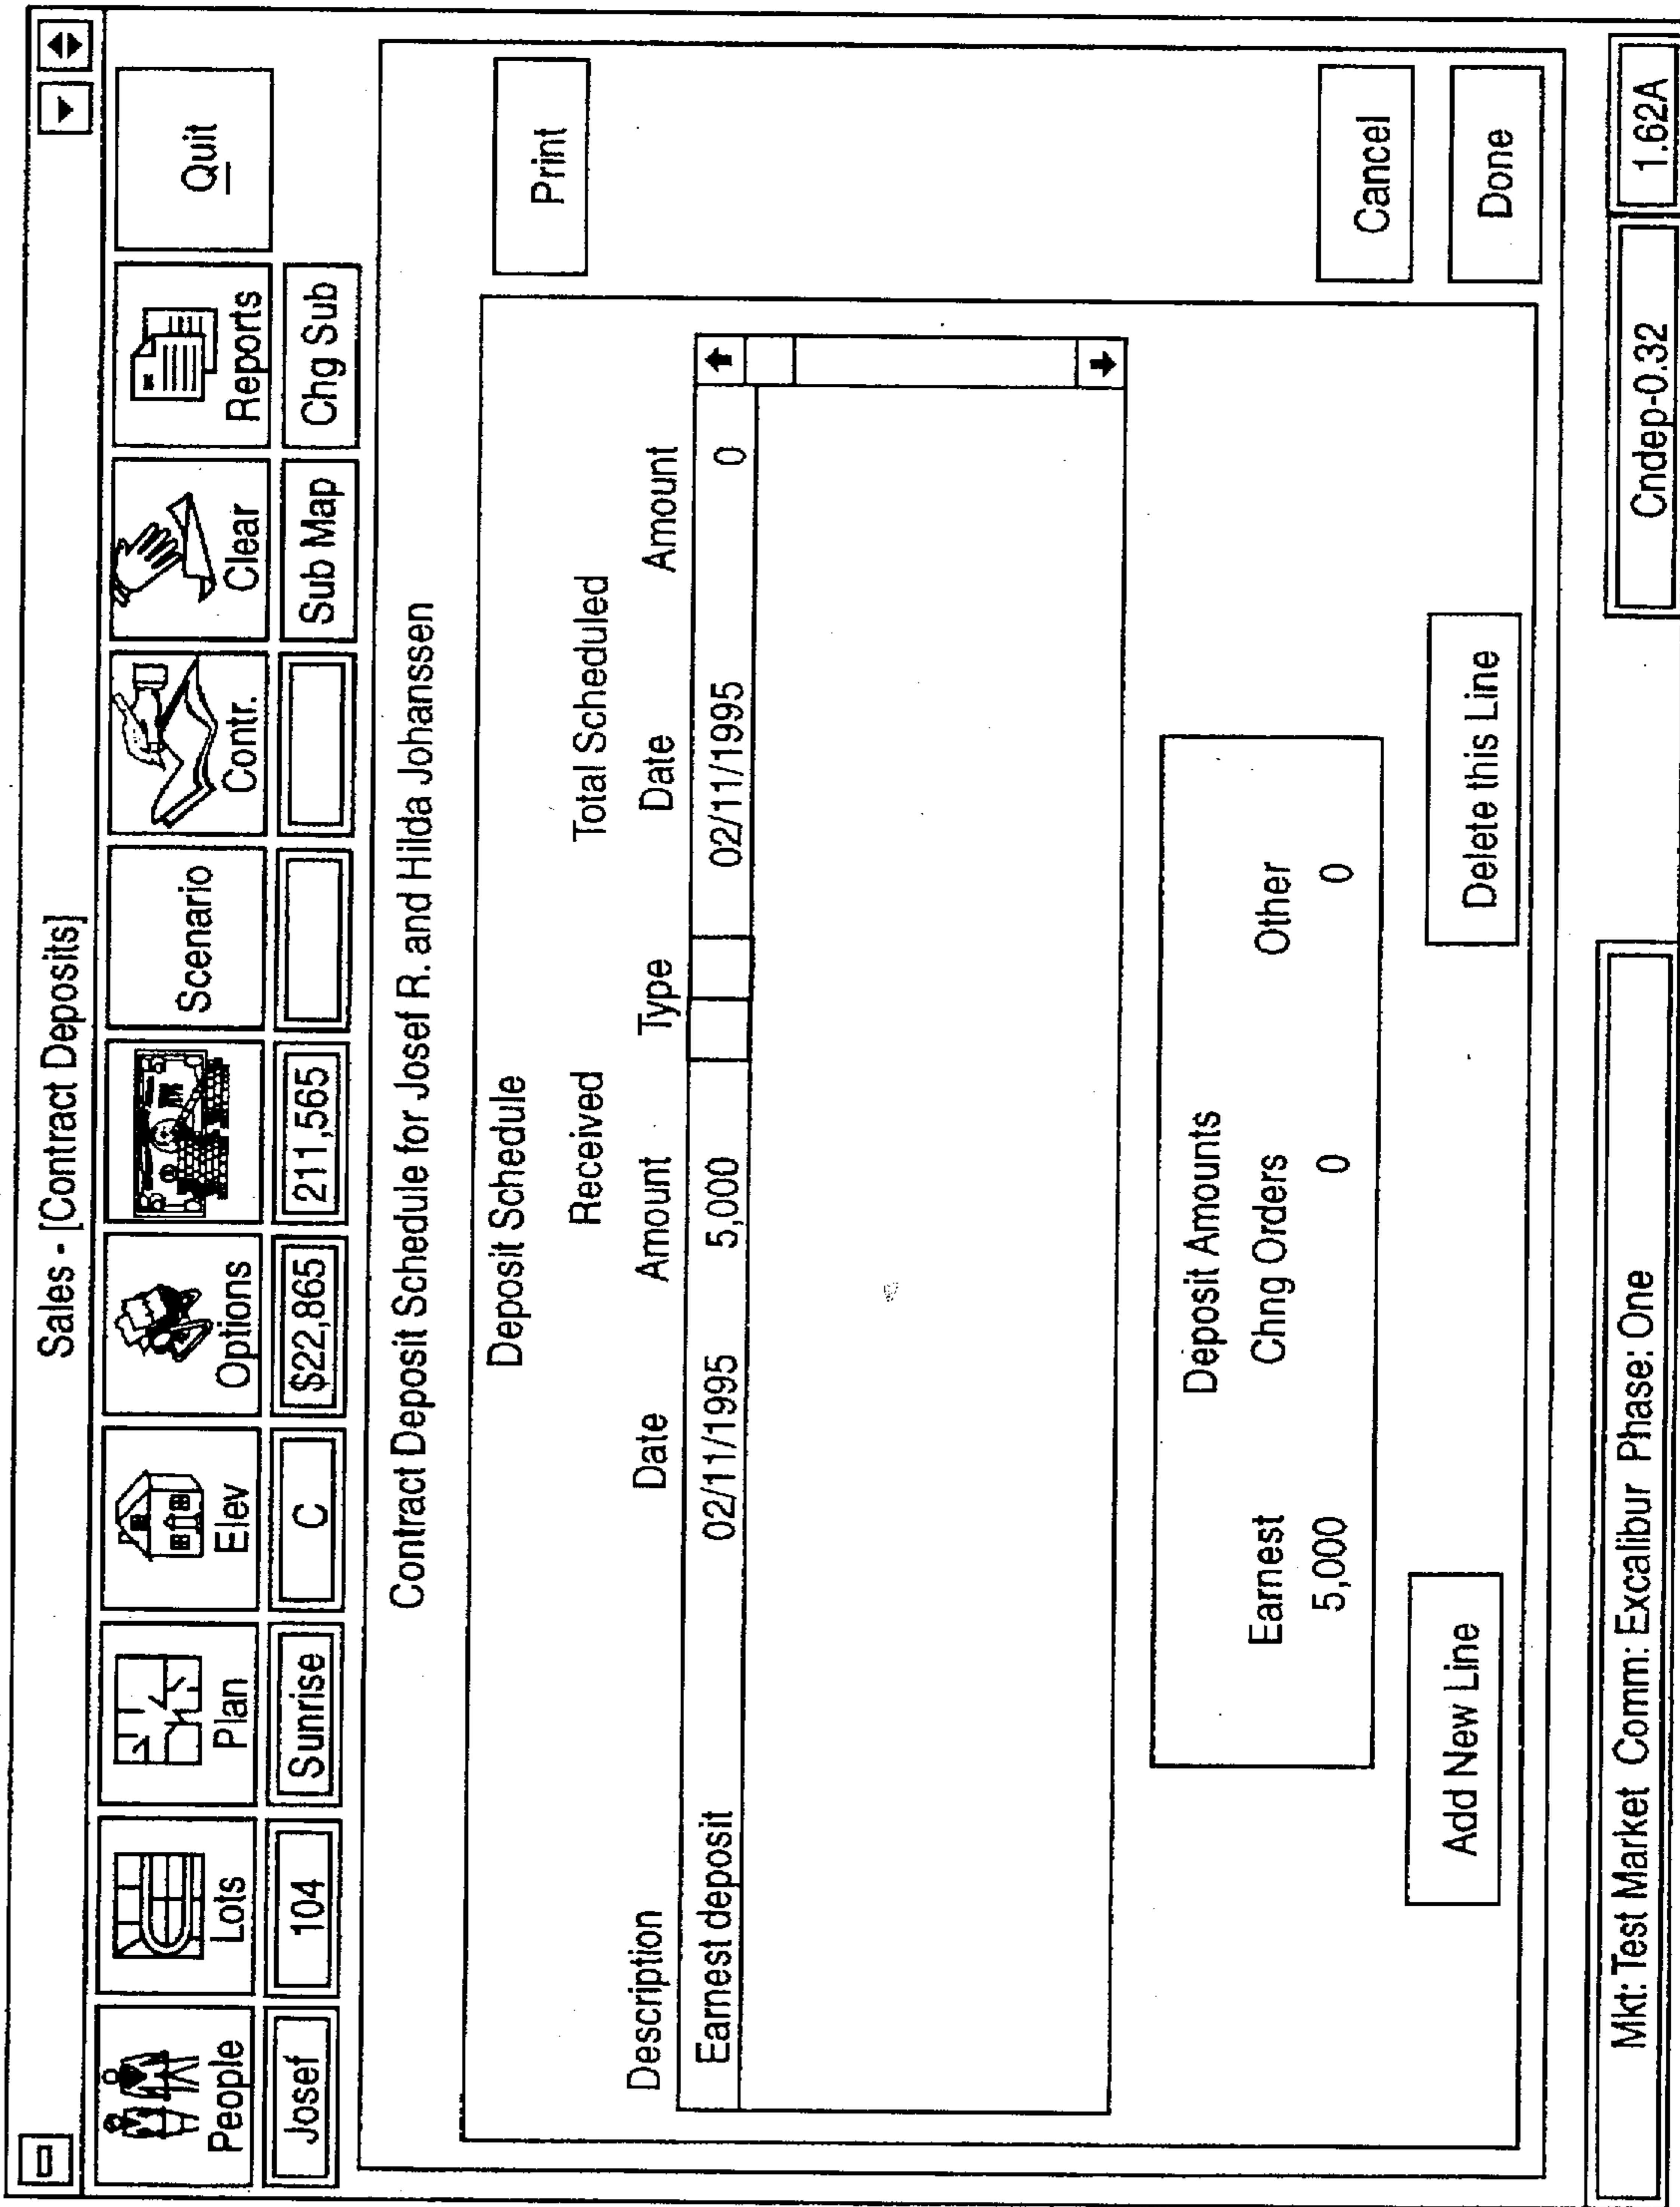 Sales - [Contract Deposits]
People Lots Plan Elev Options Scenario Contr. Clear Reports Quit
Josef 104 Sunrise C $22,865 211,565 Sub Map Chg Sub
Contract Deposit Schedule for Josef R. and Hilda Johanssen
Deposit Schedule
Print
Received Total Scheduled
Description Date Amount Type Date Amount
Earnest deposit 02/11/1995 5,000 02/11/1995 0
Deposit Amounts
Earnest Chng Orders Other
5,000 0 0
Cancel
Add New Line Delete this Line Done
Mkt: Test Market Comm: Excalibur Phase: One Cndep-0.32 1.62A